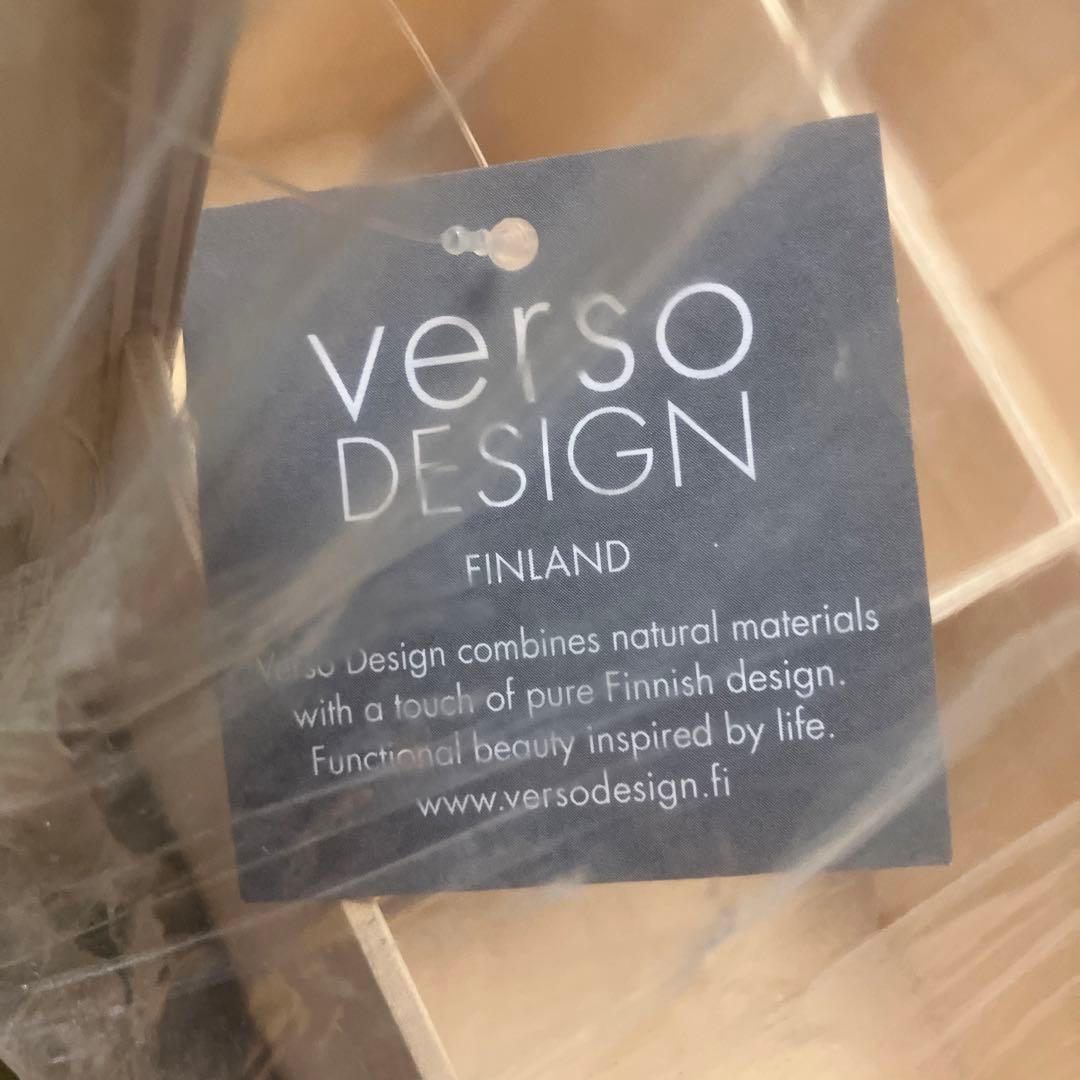 verso
DESIGN
FINLAND
Verso Design combines natural materials
with a touch of pure Finnish design.
Functional beauty inspired by life.
www.versodesign.fi